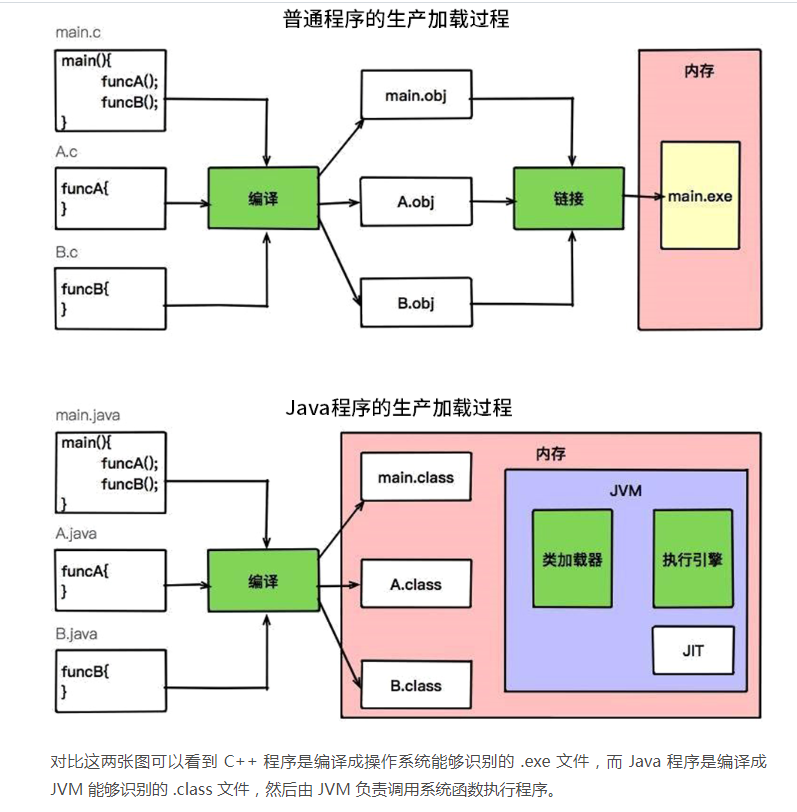 普通程序的生产加载过程
main.c
main(){
funcA();
funcB();
}
A.c
funcA{
}
B.c
funcB{
}
编译
main.obj
A.obj
B.obj
链接
内存
main.exe
Java程序的生产加载过程
main.java
main(){
funcA();
funcB();
}
A.java
funcA{
}
B.java
funcB{
}
编译
内存
main.class
A.class
B.class
JVM
类加载器
执行引擎
JIT
对比这两张图可以看到 C++ 程序是编译成操作系统能够识别的 .exe 文件，而 Java 程序是编译成
JVM 能够识别的 .class 文件，然后由 JVM 负责调用系统函数执行程序。